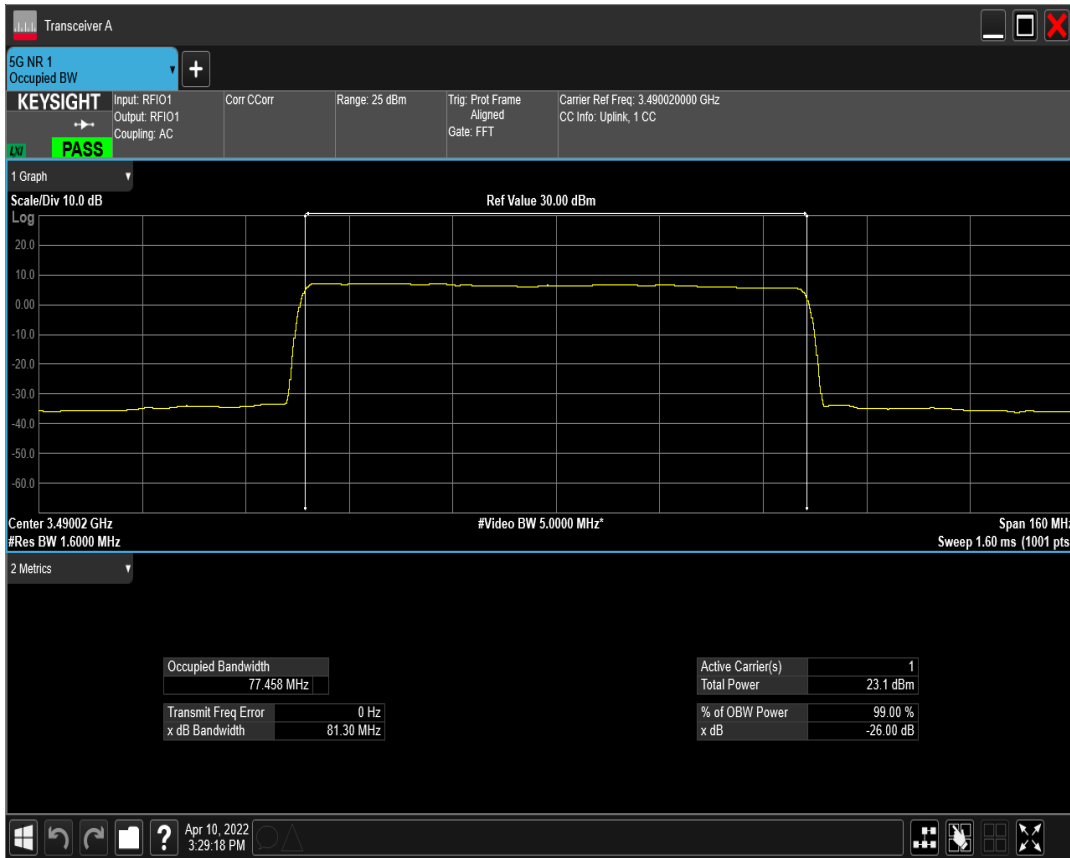 Transceiver A
5G NR 1
Occupied BW
KEYSIGHT
LXI
PASS
Input: RFIO1
Output: RFIO1
Coupling: AC
Corr CCorr
Range: 25 dBm
Trig: Prot Frame
Aligned
Gate: FFT
Carrier Ref Freq: 3.490020000 GHz
CC Info: Uplink, 1 CC
1 Graph
Scale/Div 10.0 dB
Ref Value 30.00 dBm
Log
20.0
10.0
0.00
-10.0
-20.0
-30.0
-40.0
-50.0
-60.0
Center 3.49002 GHz
#Video BW 5.0000 MHz*
Span 160 MHz
#Res BW 1.6000 MHz
Sweep 1.60 ms (1001 pts
2 Metrics
Occupied Bandwidth
77.458 MHz
Transmit Freq Error 0 Hz
x dB Bandwidth 81.30 MHz
Active Carrier(s) 1
Total Power 23.1 dBm
% of OBW Power 99.00 %
x dB -26.00 dB
?
Apr 10, 2022
3:29:18 PM